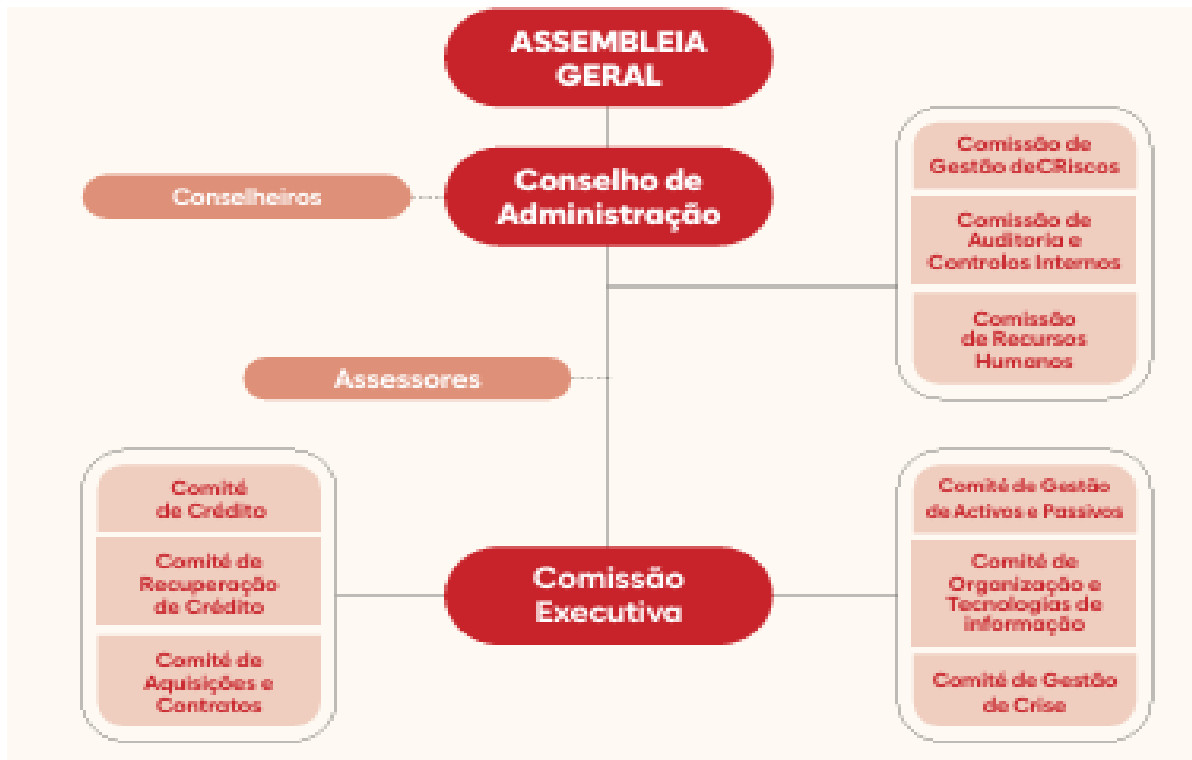 ASSEMBLEIA
GERAL
Conselheiros
Conselho de
Administração
Comissão de
Gestão deCRiscos
Comissão de
Auditoria e
Controlos Internos
Comissão
de Recursos
Humanos
Assessores
Comité
de Crédito
Comité de
Recuperação
de Crédito
Comité de
Aquisições e
Contratos
Comissão
Executiva
Comité de Gestão
de Activos e Passivos
Comité de
Organização e
Tecnologias de
informação
Comité de Gestão
de Crise